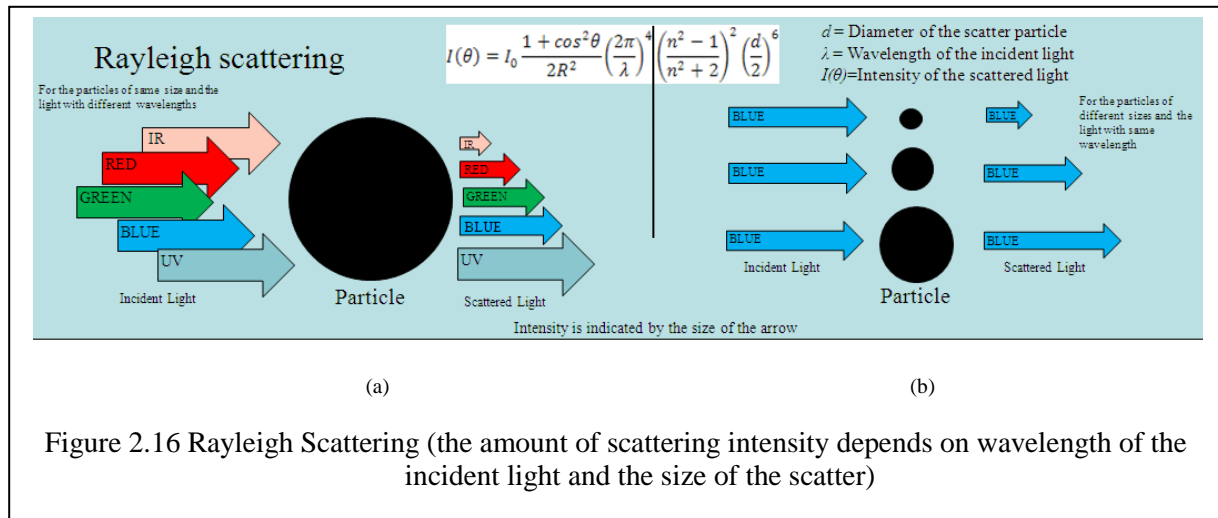 Rayleigh scattering
For the particles of same size and the
light with different wavelengths
IR
RED
GREEN
BLUE
UV
Incident Light
Particle
IR
RED
GREEN
BLUE
UV
Scattered Light
I(θ) = I₀ (1 + cos²θ)/(2R²) (2π/λ)⁴ ((n² − 1)/(n² + 2))² (d/2)⁶
d = Diameter of the scatter particle
λ = Wavelength of the incident light
I(θ)=Intensity of the scattered light
For the particles of
different sizes and the
light with same
wavelength
BLUE
BLUE
BLUE
BLUE
BLUE
BLUE
Incident Light
Particle
Scattered Light
Intensity is indicated by the size of the arrow
(a)
(b)
Figure 2.16 Rayleigh Scattering (the amount of scattering intensity depends on wavelength of the
incident light and the size of the scatter)